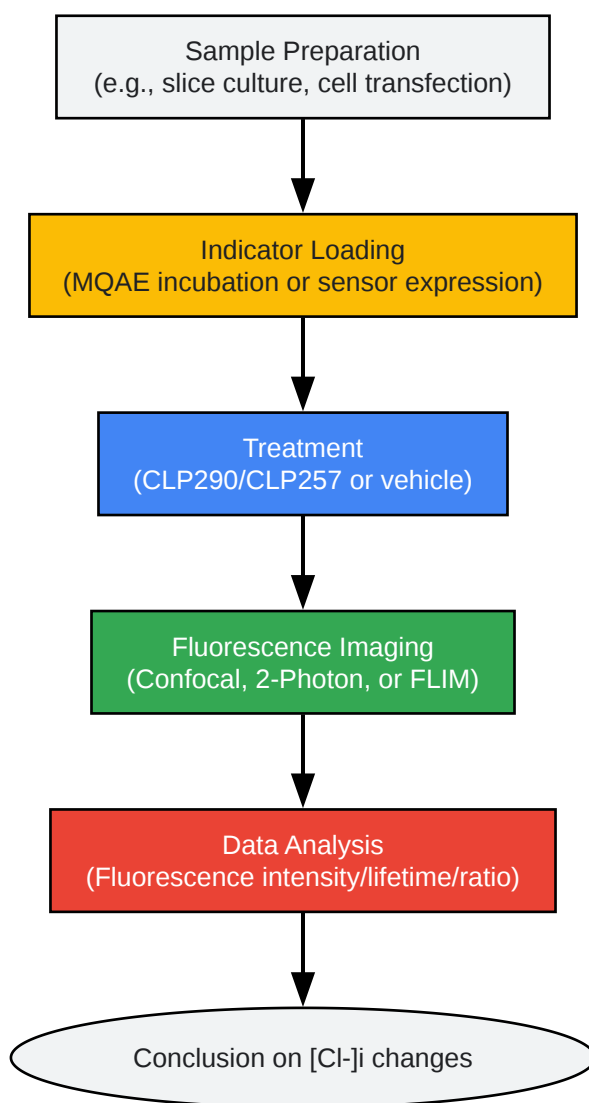 Sample Preparation
(e.g., slice culture, cell transfection)
Indicator Loading
(MQAE incubation or sensor expression)
Treatment
(CLP290/CLP257 or vehicle)
Fluorescence Imaging
(Confocal, 2-Photon, or FLIM)
Data Analysis
(Fluorescence intensity/lifetime/ratio)
Conclusion on [Cl-]i changes